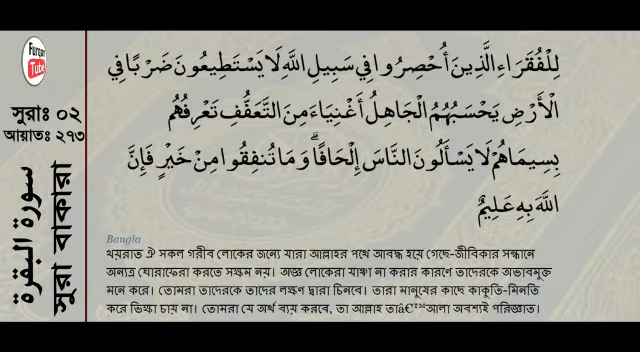 Furqan
Tube
সুরাঃ ০২
আয়াতঃ ২৭৩
سورة البقرة
সুরা বাকারা
لِلْفُقَرَاءِ الَّذِينَ أُحْصِرُوا فِي سَبِيلِ اللَّهِ لَا يَسْتَطِيعُونَ ضَرْبًا فِي
الْأَرْضِ يَحْسَبُهُمُ الْجَاهِلُ أَغْنِيَاءَ مِنَ التَّعَفُّفِ تَعْرِفُهُم
بِسِيمَاهُمْ لَا يَسْأَلُونَ النَّاسَ إِلْحَافًا ۗ وَمَا تُنفِقُوا مِنْ خَيْرٍ فَإِنَّ
اللَّهَ بِهِ عَلِيمٌ
Bangla
খয়রাত ঐ সকল গরীব লোকের জন্যে যারা আল্লাহর পথে আবদ্ধ হয়ে গেছে-জীবিকার সন্ধানে
অন্যত্র ঘোরাফেরা করতে সক্ষম নয়। অজ্ঞ লোকেরা যাঞ্চা না করার কারণে তাদেরকে অভাবমুক্ত
মনে করে। তোমরা তাদেরকে তাদের লক্ষণ দ্বারা চিনবে। তারা মানুষের কাছে কাকুতি-মিনতি
করে ভিক্ষা চায় না। তোমরা যে অর্থ ব্যয় করবে, তা আল্লাহ তাâ€™আলা অবশ্যই পরিজ্ঞাত।